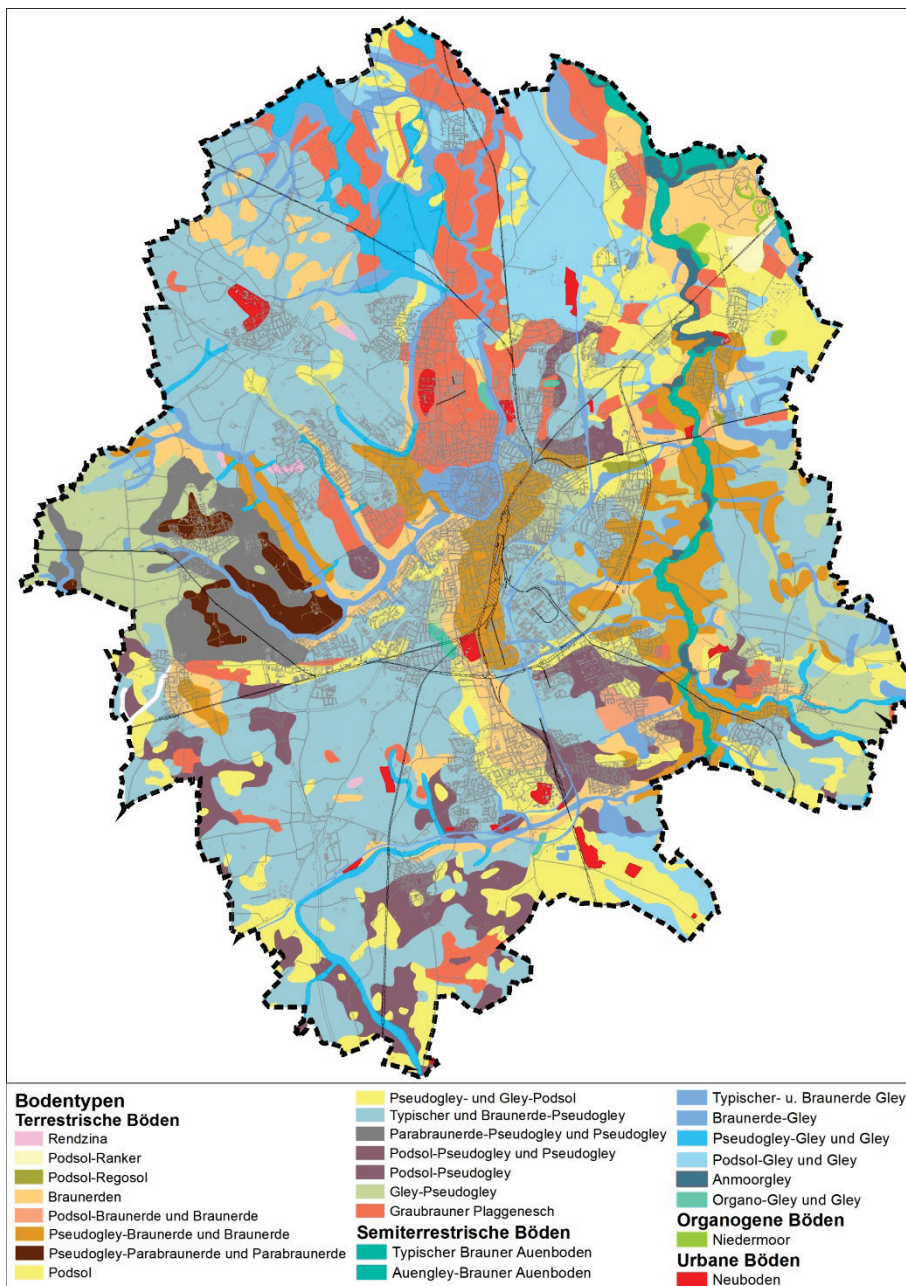 Bodentypen
Terrestrische Böden
Rendzina
Podsol-Ranker
Podsol-Regosol
Braunerden
Podsol-Braunerde und Braunerde
Pseudogley-Braunerde und Braunerde
Pseudogley-Parabraunerde und Parabraunerde
Podsol
Pseudogley- und Gley-Podsol
Typischer und Braunerde-Pseudogley
Parabraunerde-Pseudogley und Pseudogley
Podsol-Pseudogley und Pseudogley
Podsol-Pseudogley
Gley-Pseudogley
Graubrauner Plaggenesch
Semiterrestrische Böden
Typischer Brauner Auenboden
Auengley-Brauner Auenboden
Typischer- u. Braunerde Gley
Braunerde-Gley
Pseudogley-Gley und Gley
Podsol-Gley und Gley
Anmoorgley
Organo-Gley und Gley
Organogene Böden
Niedermoor
Urbane Böden
Neuboden